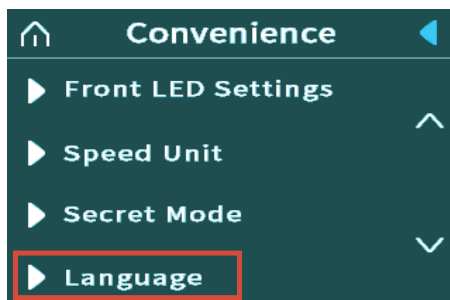 Convenience
Front LED Settings
Speed Unit
Secret Mode
Language